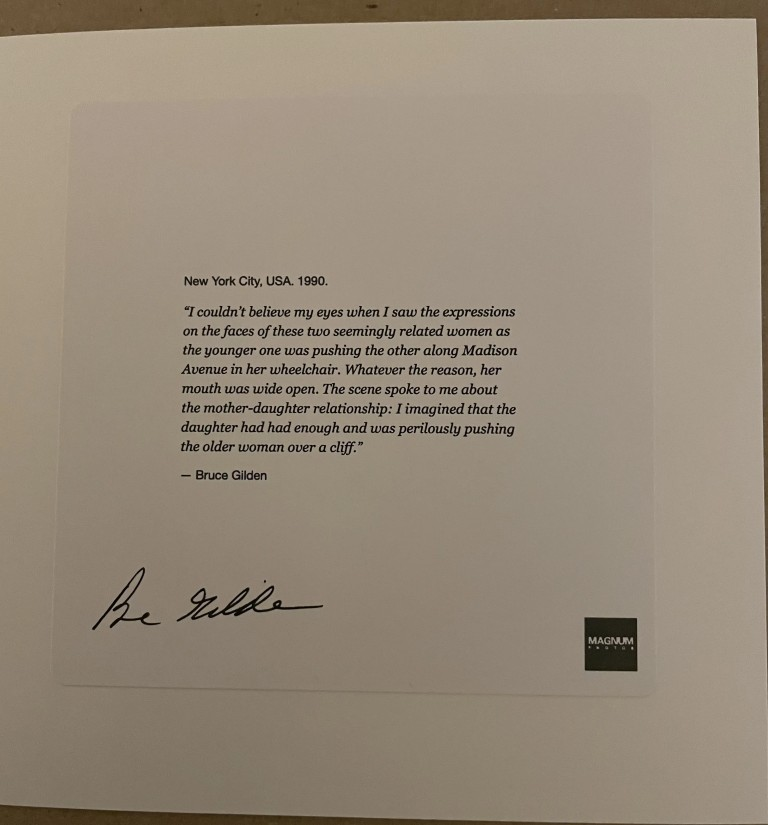 New York City, USA. 1990.
“I couldn’t believe my eyes when I saw the expressions
on the faces of these two seemingly related women as
the younger one was pushing the other along Madison
Avenue in her wheelchair. Whatever the reason, her
mouth was wide open. The scene spoke to me about
the mother-daughter relationship: I imagined that the
daughter had had enough and was perilously pushing
the older woman over a cliff.”
— Bruce Gilden
Be Gilde
MAGNUM
PHOTOS